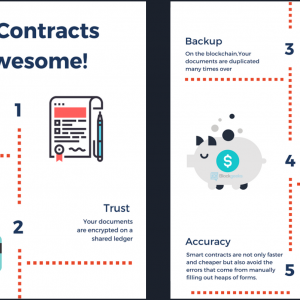 Contracts
wesome!
1
Trust
Your documents
are encrypted on a
shared ledger
2
Backup
On the blockchain.Your
documents are duplicated
many times over
3
$
4
Accuracy
Smart contracts are not only faster
and cheaper but also avoid the
errors that come from manually
filling out heaps of forms.
5